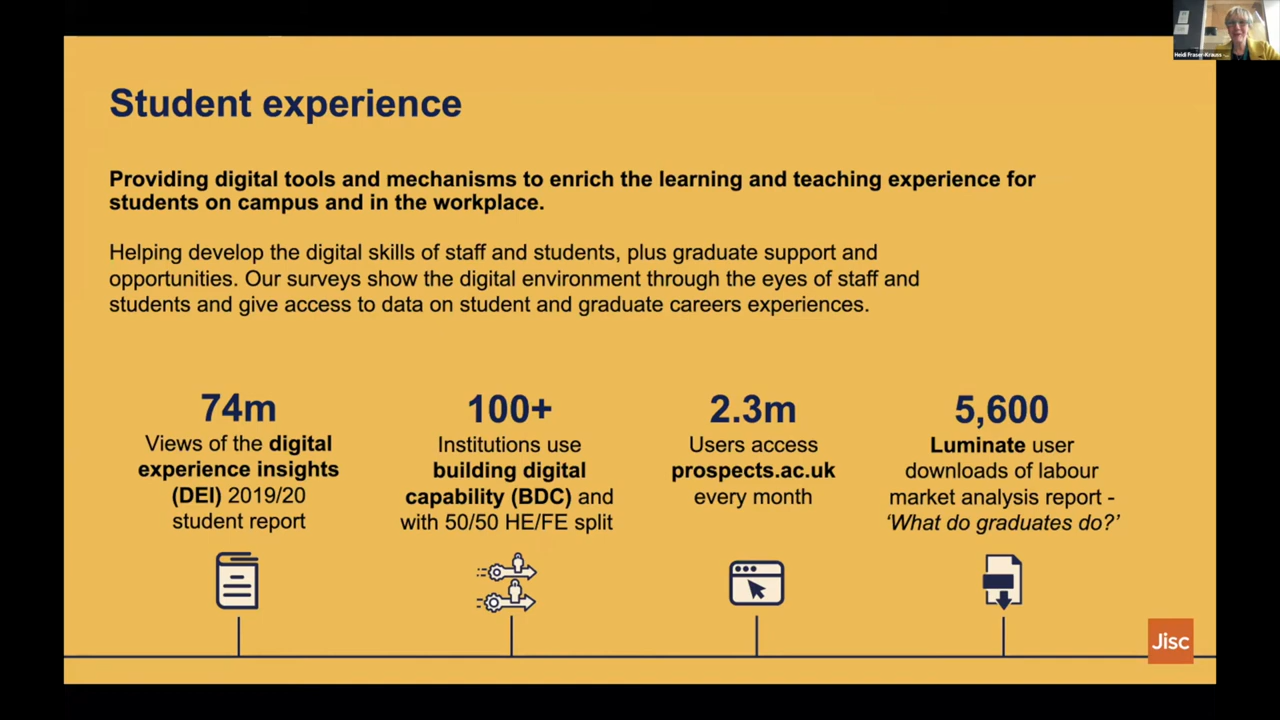 Heidi Fraser-Krauss
Student experience
Providing digital tools and mechanisms to enrich the learning and teaching experience for
students on campus and in the workplace.
Helping develop the digital skills of staff and students, plus graduate support and
opportunities. Our surveys show the digital environment through the eyes of staff and
students and give access to data on student and graduate careers experiences.
74m
Views of the digital
experience insights
(DEI) 2019/20
student report
100+
Institutions use
building digital
capability (BDC) and
with 50/50 HE/FE split
2.3m
Users access
prospects.ac.uk
every month
5,600
Luminate user
downloads of labour
market analysis report -
‘What do graduates do?’
Jisc